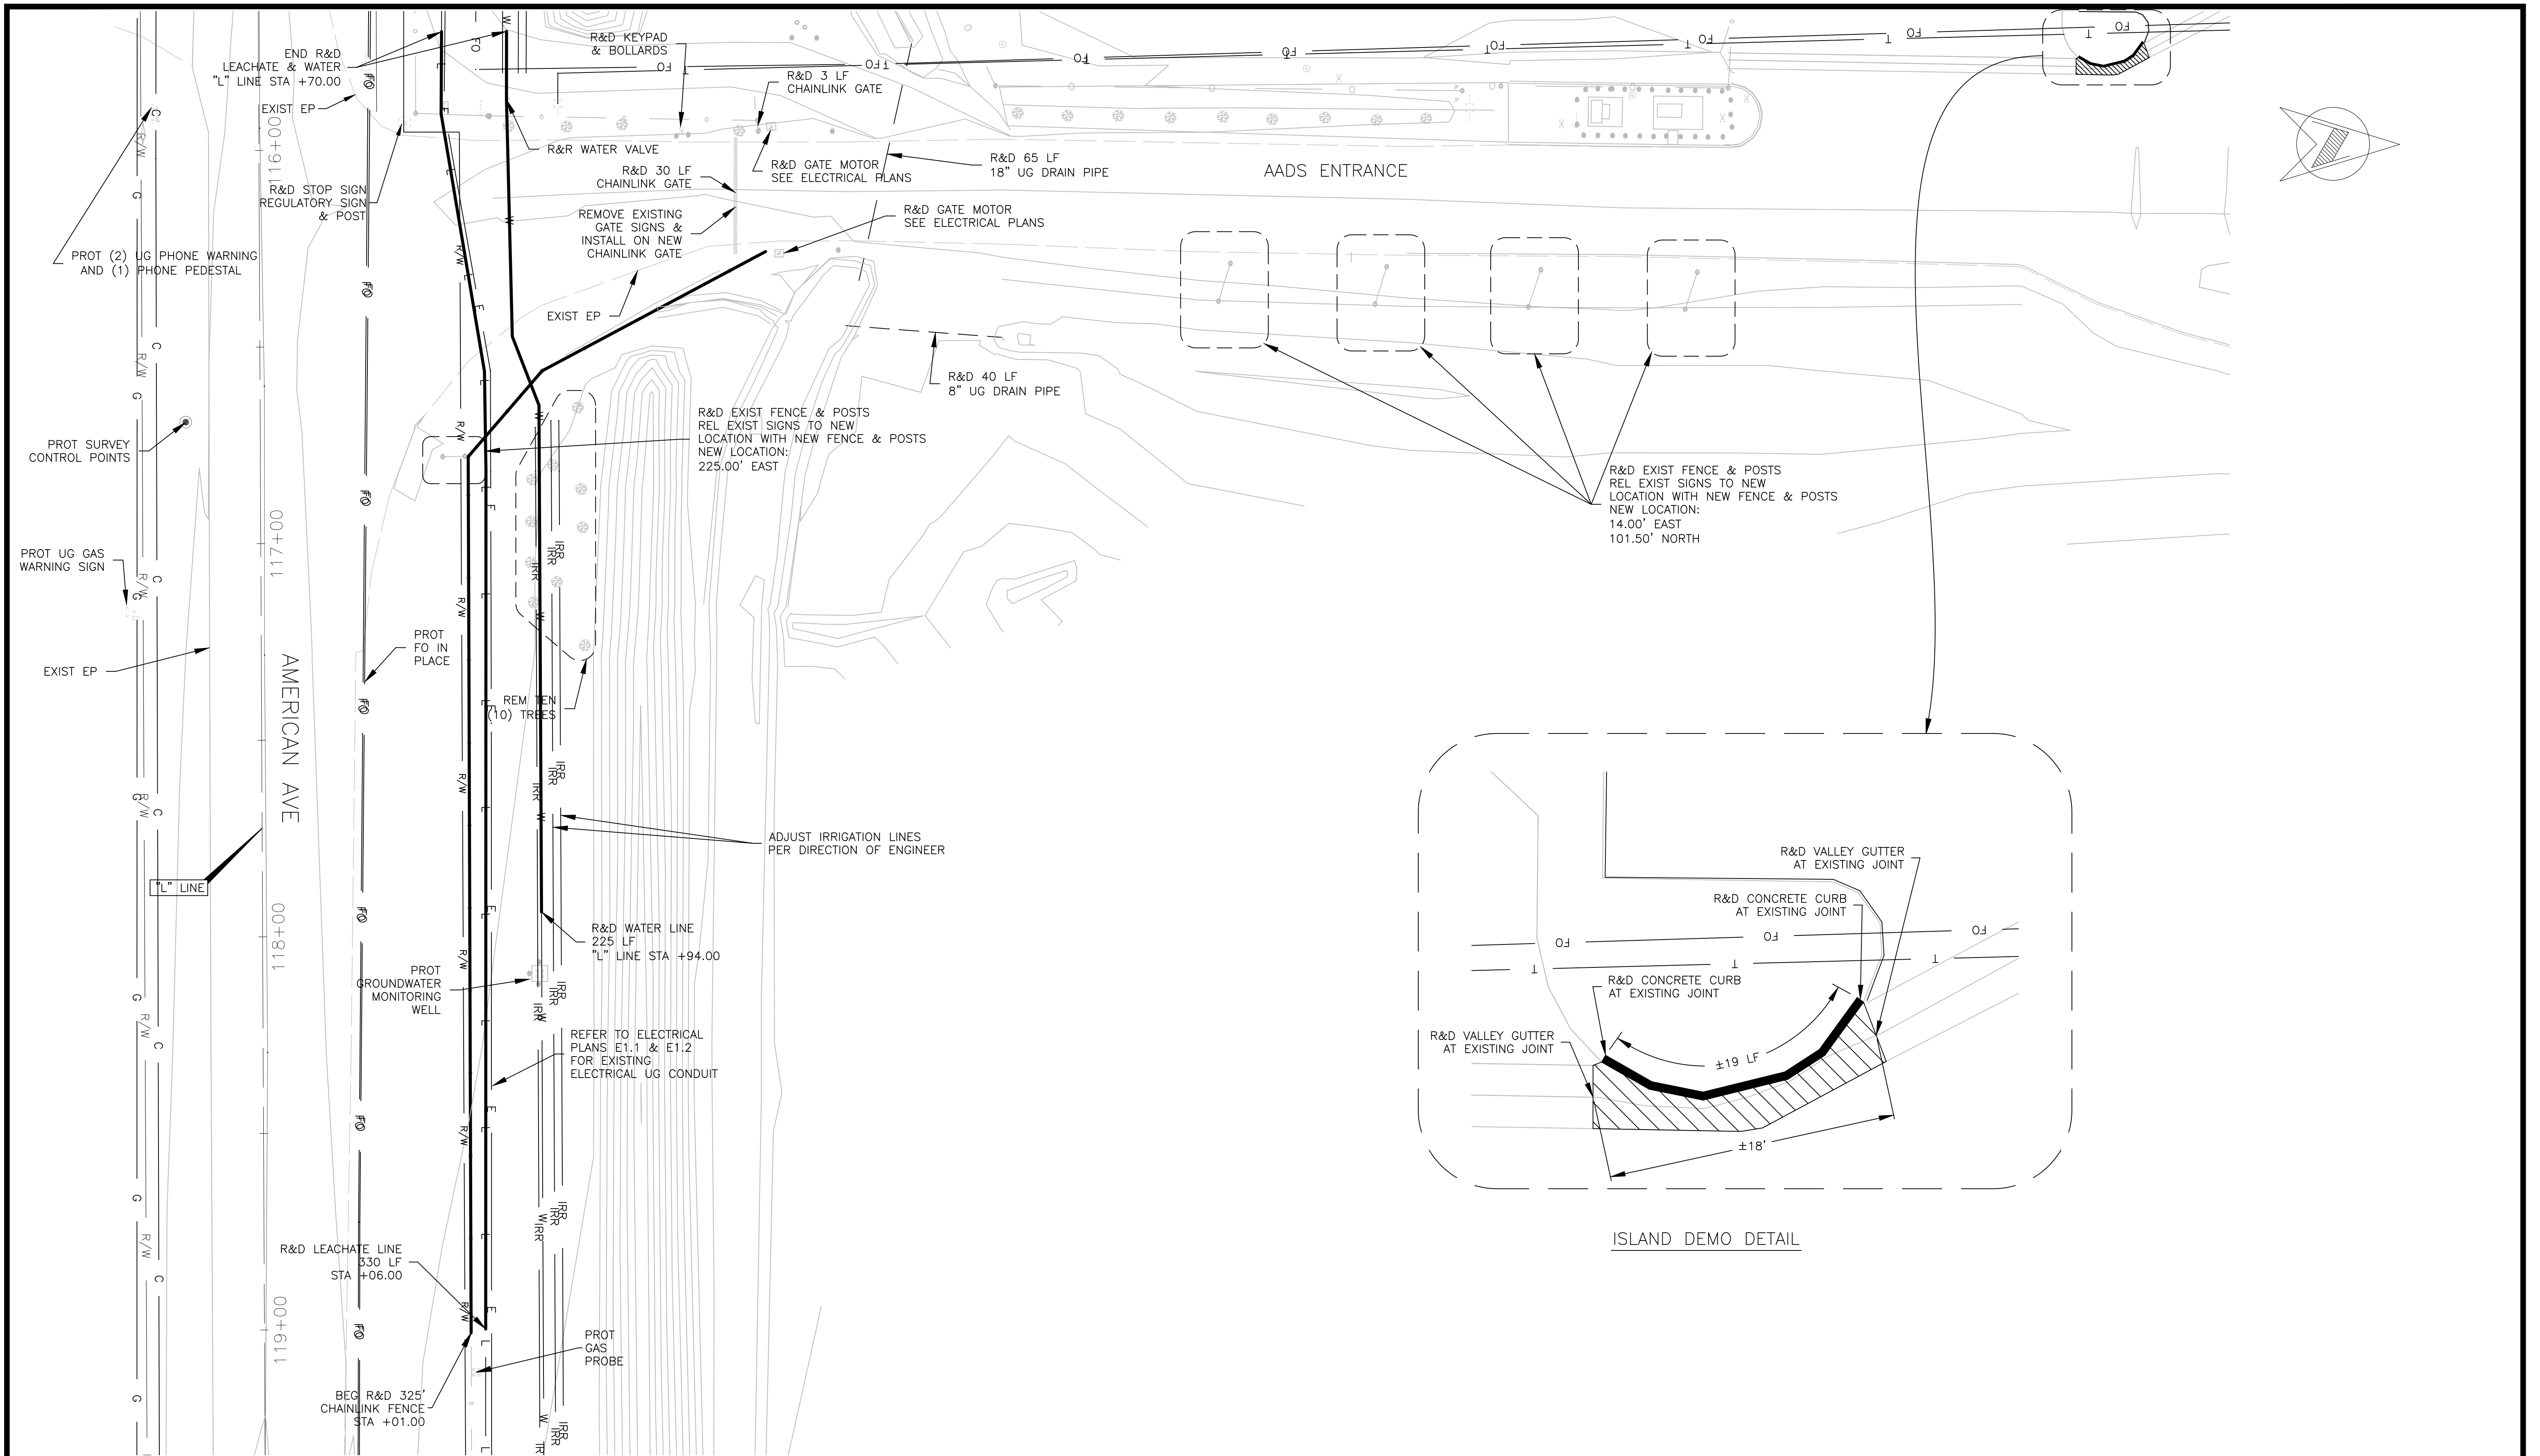 END R&D
LEACHATE & WATER
"L" LINE STA +70.00
EXIST EP
R&D KEYPAD
& BOLLARDS
R&D 3 LF
CHAINLINK GATE
R&R WATER VALVE
R&D GATE MOTOR
SEE ELECTRICAL PLANS
R&D 65 LF
18" UG DRAIN PIPE
AADS ENTRANCE
R&D 30 LF
CHAINLINK GATE
R&D STOP SIGN
REGULATORY SIGN
& POST
REMOVE EXISTING
GATE SIGNS &
INSTALL ON NEW
CHAINLINK GATE
R&D GATE MOTOR
SEE ELECTRICAL PLANS
PROT (2) UG PHONE WARNING
AND (1) PHONE PEDESTAL
EXIST EP
R&D 40 LF
8" UG DRAIN PIPE
R&D EXIST FENCE & POSTS
REL EXIST SIGNS TO NEW
LOCATION WITH NEW FENCE & POSTS
NEW LOCATION:
225.00' EAST
PROT SURVEY
CONTROL POINTS
R&D EXIST FENCE & POSTS
REL EXIST SIGNS TO NEW
LOCATION WITH NEW FENCE & POSTS
NEW LOCATION:
14.00' EAST
101.50' NORTH
PROT UG GAS
WARNING SIGN
116+00
117+00
118+00
119+00
AMERICAN AVE
EXIST EP
PROT
FO IN
PLACE
REM TEN
(10) TREES
ADJUST IRRIGATION LINES
PER DIRECTION OF ENGINEER
"L" LINE
R&D WATER LINE
225 LF
"L" LINE STA +94.00
PROT
GROUNDWATER
MONITORING
WELL
REFER TO ELECTRICAL
PLANS E1.1 & E1.2
FOR EXISTING
ELECTRICAL UG CONDUIT
R&D LEACHATE LINE
330 LF
STA +06.00
PROT
GAS
PROBE
BEG R&D 325'
CHAINLINK FENCE
STA +01.00
R&D VALLEY GUTTER
AT EXISTING JOINT
R&D CONCRETE CURB
AT EXISTING JOINT
FO FO FO
T T T
R&D CONCRETE CURB
AT EXISTING JOINT
R&D VALLEY GUTTER
AT EXISTING JOINT
±19 LF
±18'
ISLAND DEMO DETAIL